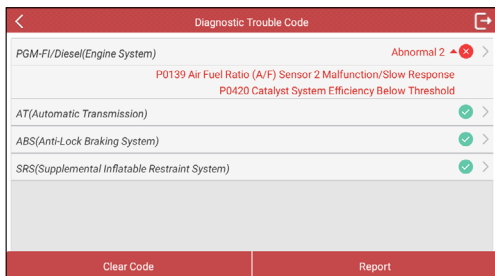 Diagnostic Trouble Code
PGM-FI/Diesel(Engine System) Abnormal 2
P0139 Air Fuel Ratio (A/F) Sensor 2 Malfunction/Slow Response
P0420 Catalyst System Efficiency Below Threshold
AT(Automatic Transmission)
ABS(Anti-Lock Braking System)
SRS(Supplemental Inflatable Restraint System)
Clear Code Report